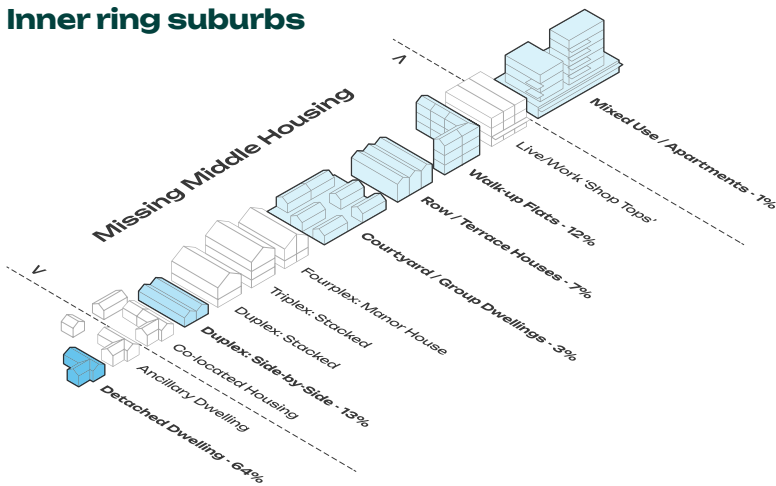 Inner ring suburbs
Missing Middle Housing
Mixed Use / Apartments - 1%
Live/Work 'Shop Tops'
Walk-up Flats - 12%
Row / Terrace Houses - 7%
Courtyard / Group Dwellings - 3%
Fourplex: Manor House
Triplex: Stacked
Duplex: Stacked
Duplex: Side-by-Side - 13%
Co-located Housing
Ancillary Dwelling
Detached Dwelling - 64%